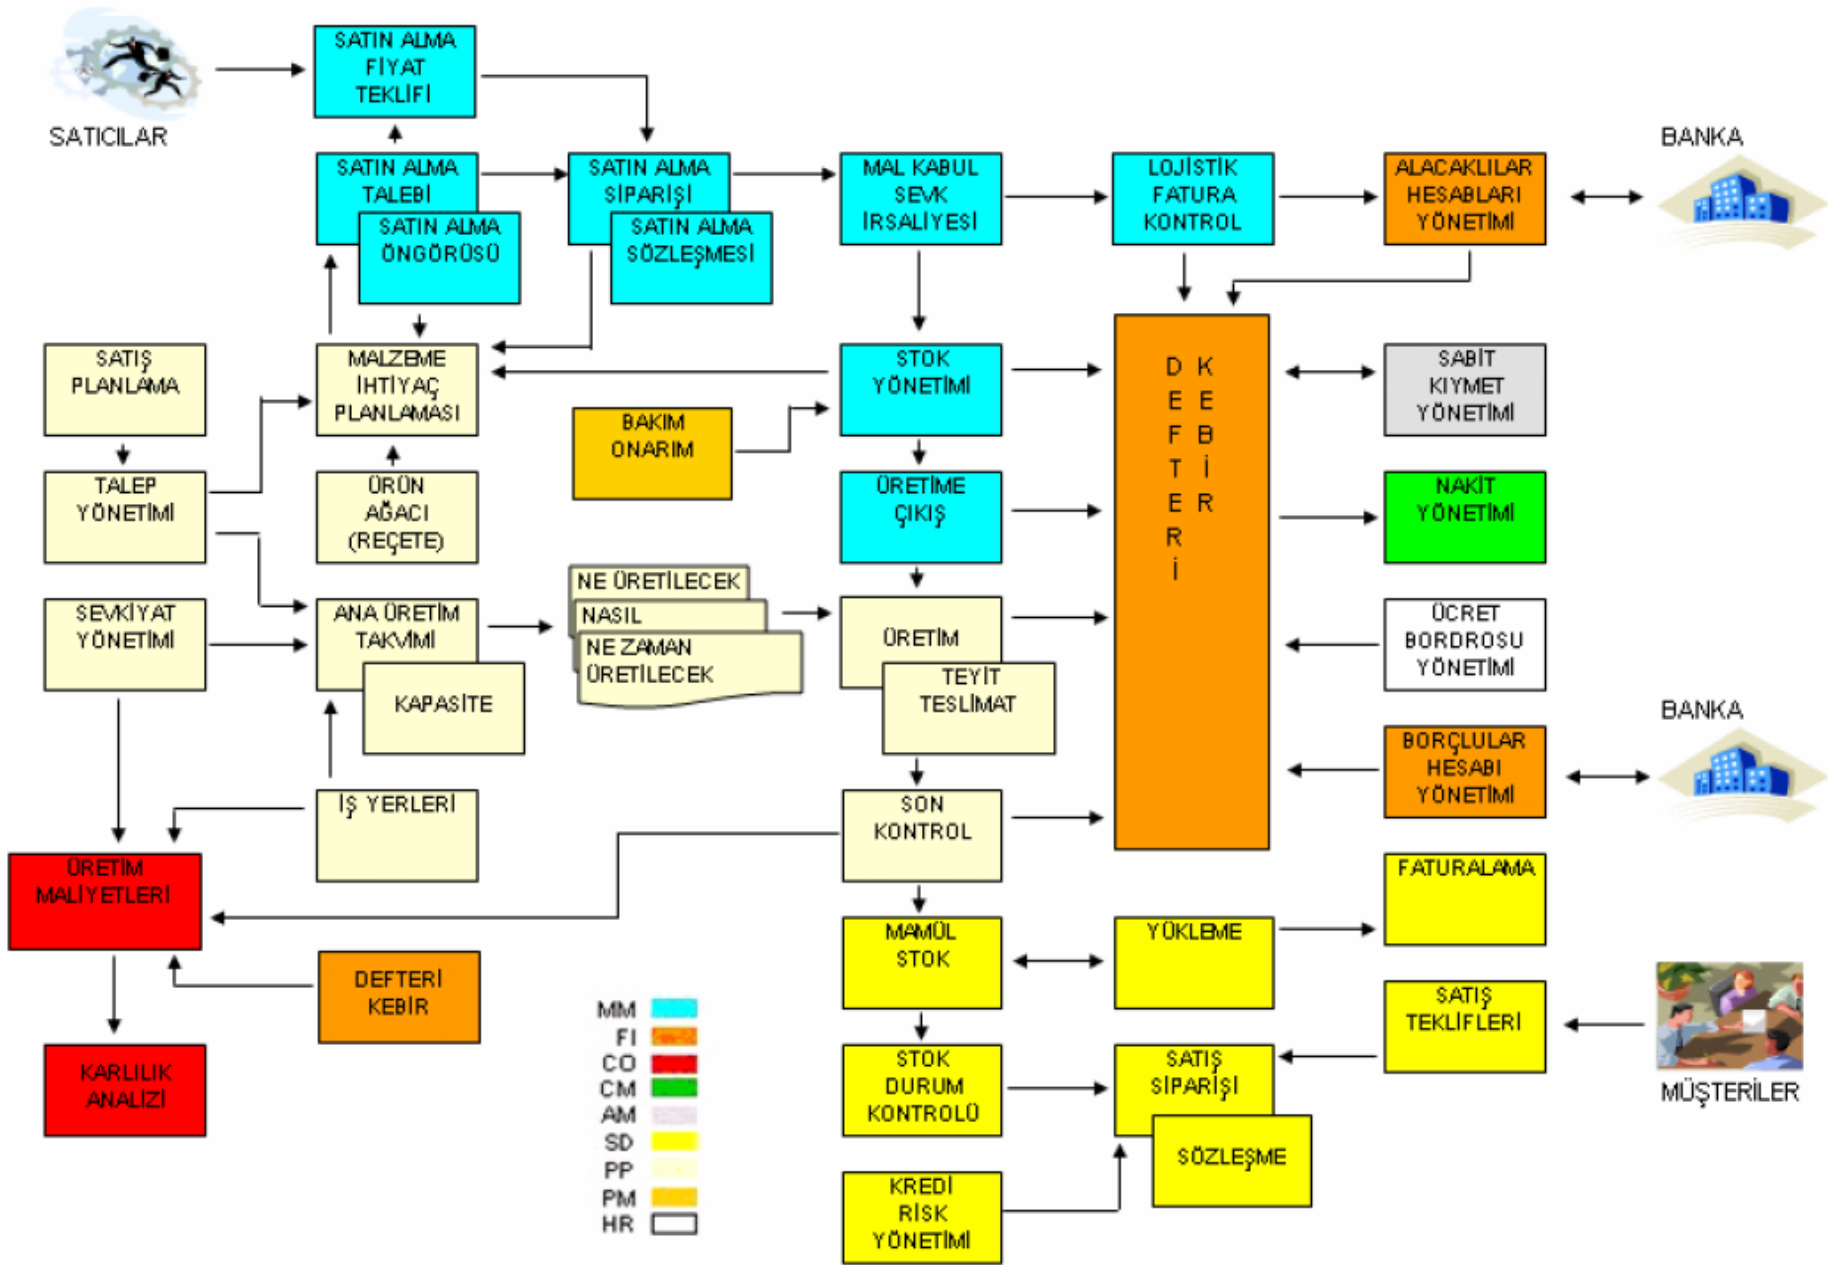 SATICILAR
SATIN ALMA
FİYAT
TEKLİFİ
SATIN ALMA
TALEBİ
SATIN ALMA
ÖNGÖRÜSÜ
SATIN ALMA
SİPARİŞİ
SATIN ALMA
SÖZLEŞMESİ
MAL KABUL
SEVK
İRSALİYESİ
LOJİSTİK
FATURA
KONTROL
ALACAKLILAR
HESABLARI
YÖNETİMİ
BANKA
SATIŞ
PLANLAMA
MALZEME
İHTİYAÇ
PLANLAMASI
STOK
YÖNETİMİ
DEFTERİ
KEBİR
SABİT
KIYMET
YÖNETİMİ
BAKIM
ONARIM
TALEP
YÖNETİMİ
ÜRÜN
AĞACI
(REÇETE)
ÜRETİME
ÇIKIŞ
NAKİT
YÖNETİMİ
SEVKİYAT
YÖNETİMİ
ANA ÜRETİM
TAKVİMİ
KAPASİTE
NE ÜRETİLECEK
NASIL
NE ZAMAN
ÜRETİLECEK
ÜRETİM
TEYİT
TESLİMAT
ÜCRET
BORDROSU
YÖNETİMİ
BORÇLULAR
HESABI
YÖNETİMİ
BANKA
İŞ YERLERİ
SON
KONTROL
ÜRETİM
MALİYETLERİ
FATURALAMA
MAMÜL
STOK
YÜKLEME
DEFTERİ
KEBİR
SATIŞ
TEKLİFLERİ
MÜŞTERİLER
KARLILIK
ANALİZİ
STOK
DURUM
KONTROLÜ
SATIŞ
SİPARİŞİ
SÖZLEŞME
KREDİ
RİSK
YÖNETİMİ
MM
FI
CO
CM
AM
SD
PP
PM
HR